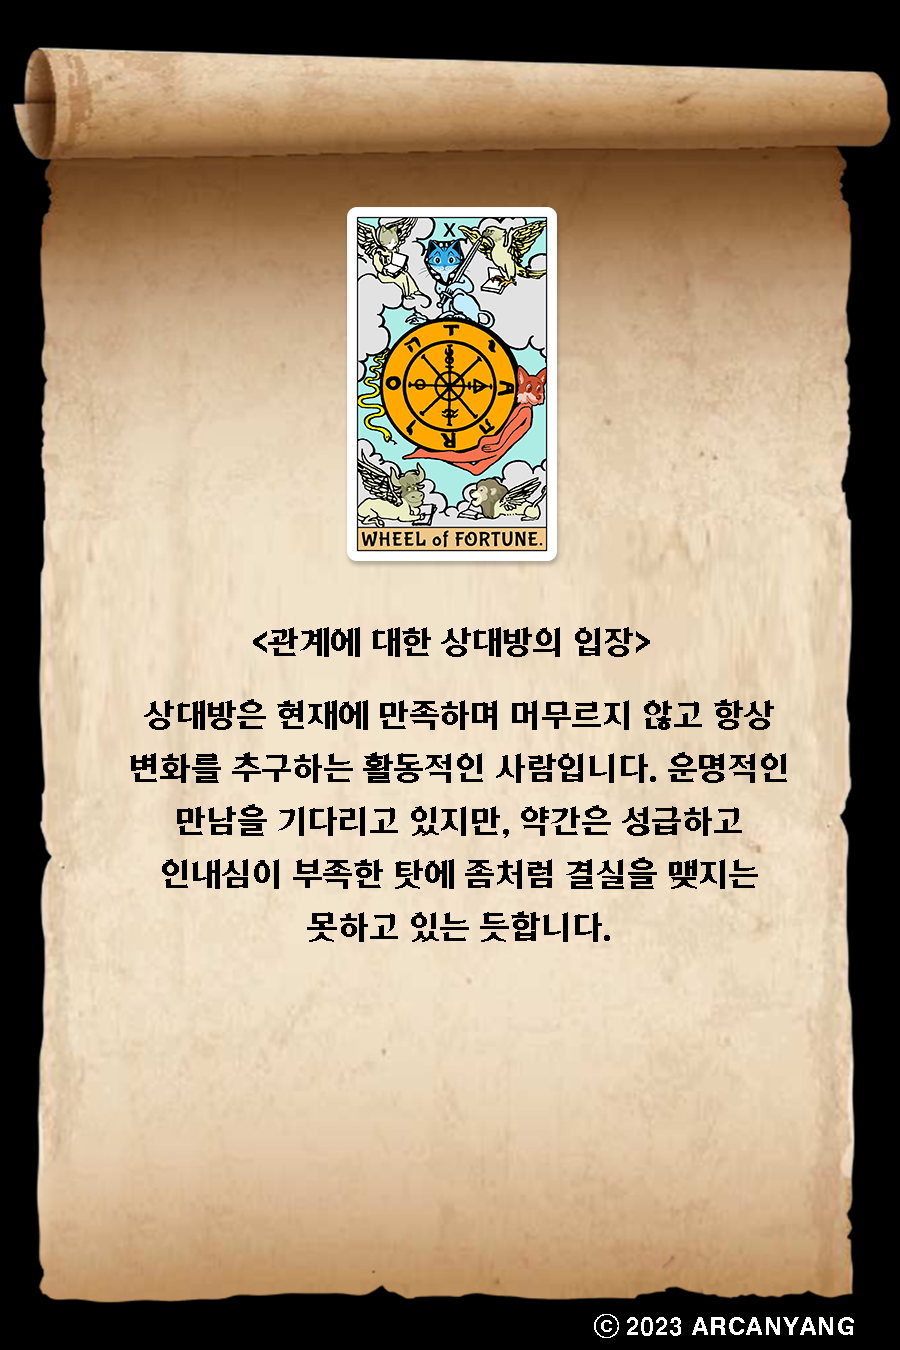 X
WHEEL of FORTUNE.
<관계에 대한 상대방의 입장>
상대방은 현재에 만족하며 머무르지 않고 항상
변화를 추구하는 활동적인 사람입니다. 운명적인
만남을 기다리고 있지만, 약간은 성급하고
인내심이 부족한 탓에 좀처럼 결실을 맺지는
못하고 있는 듯합니다.
ⓒ 2023 ARCANYANG